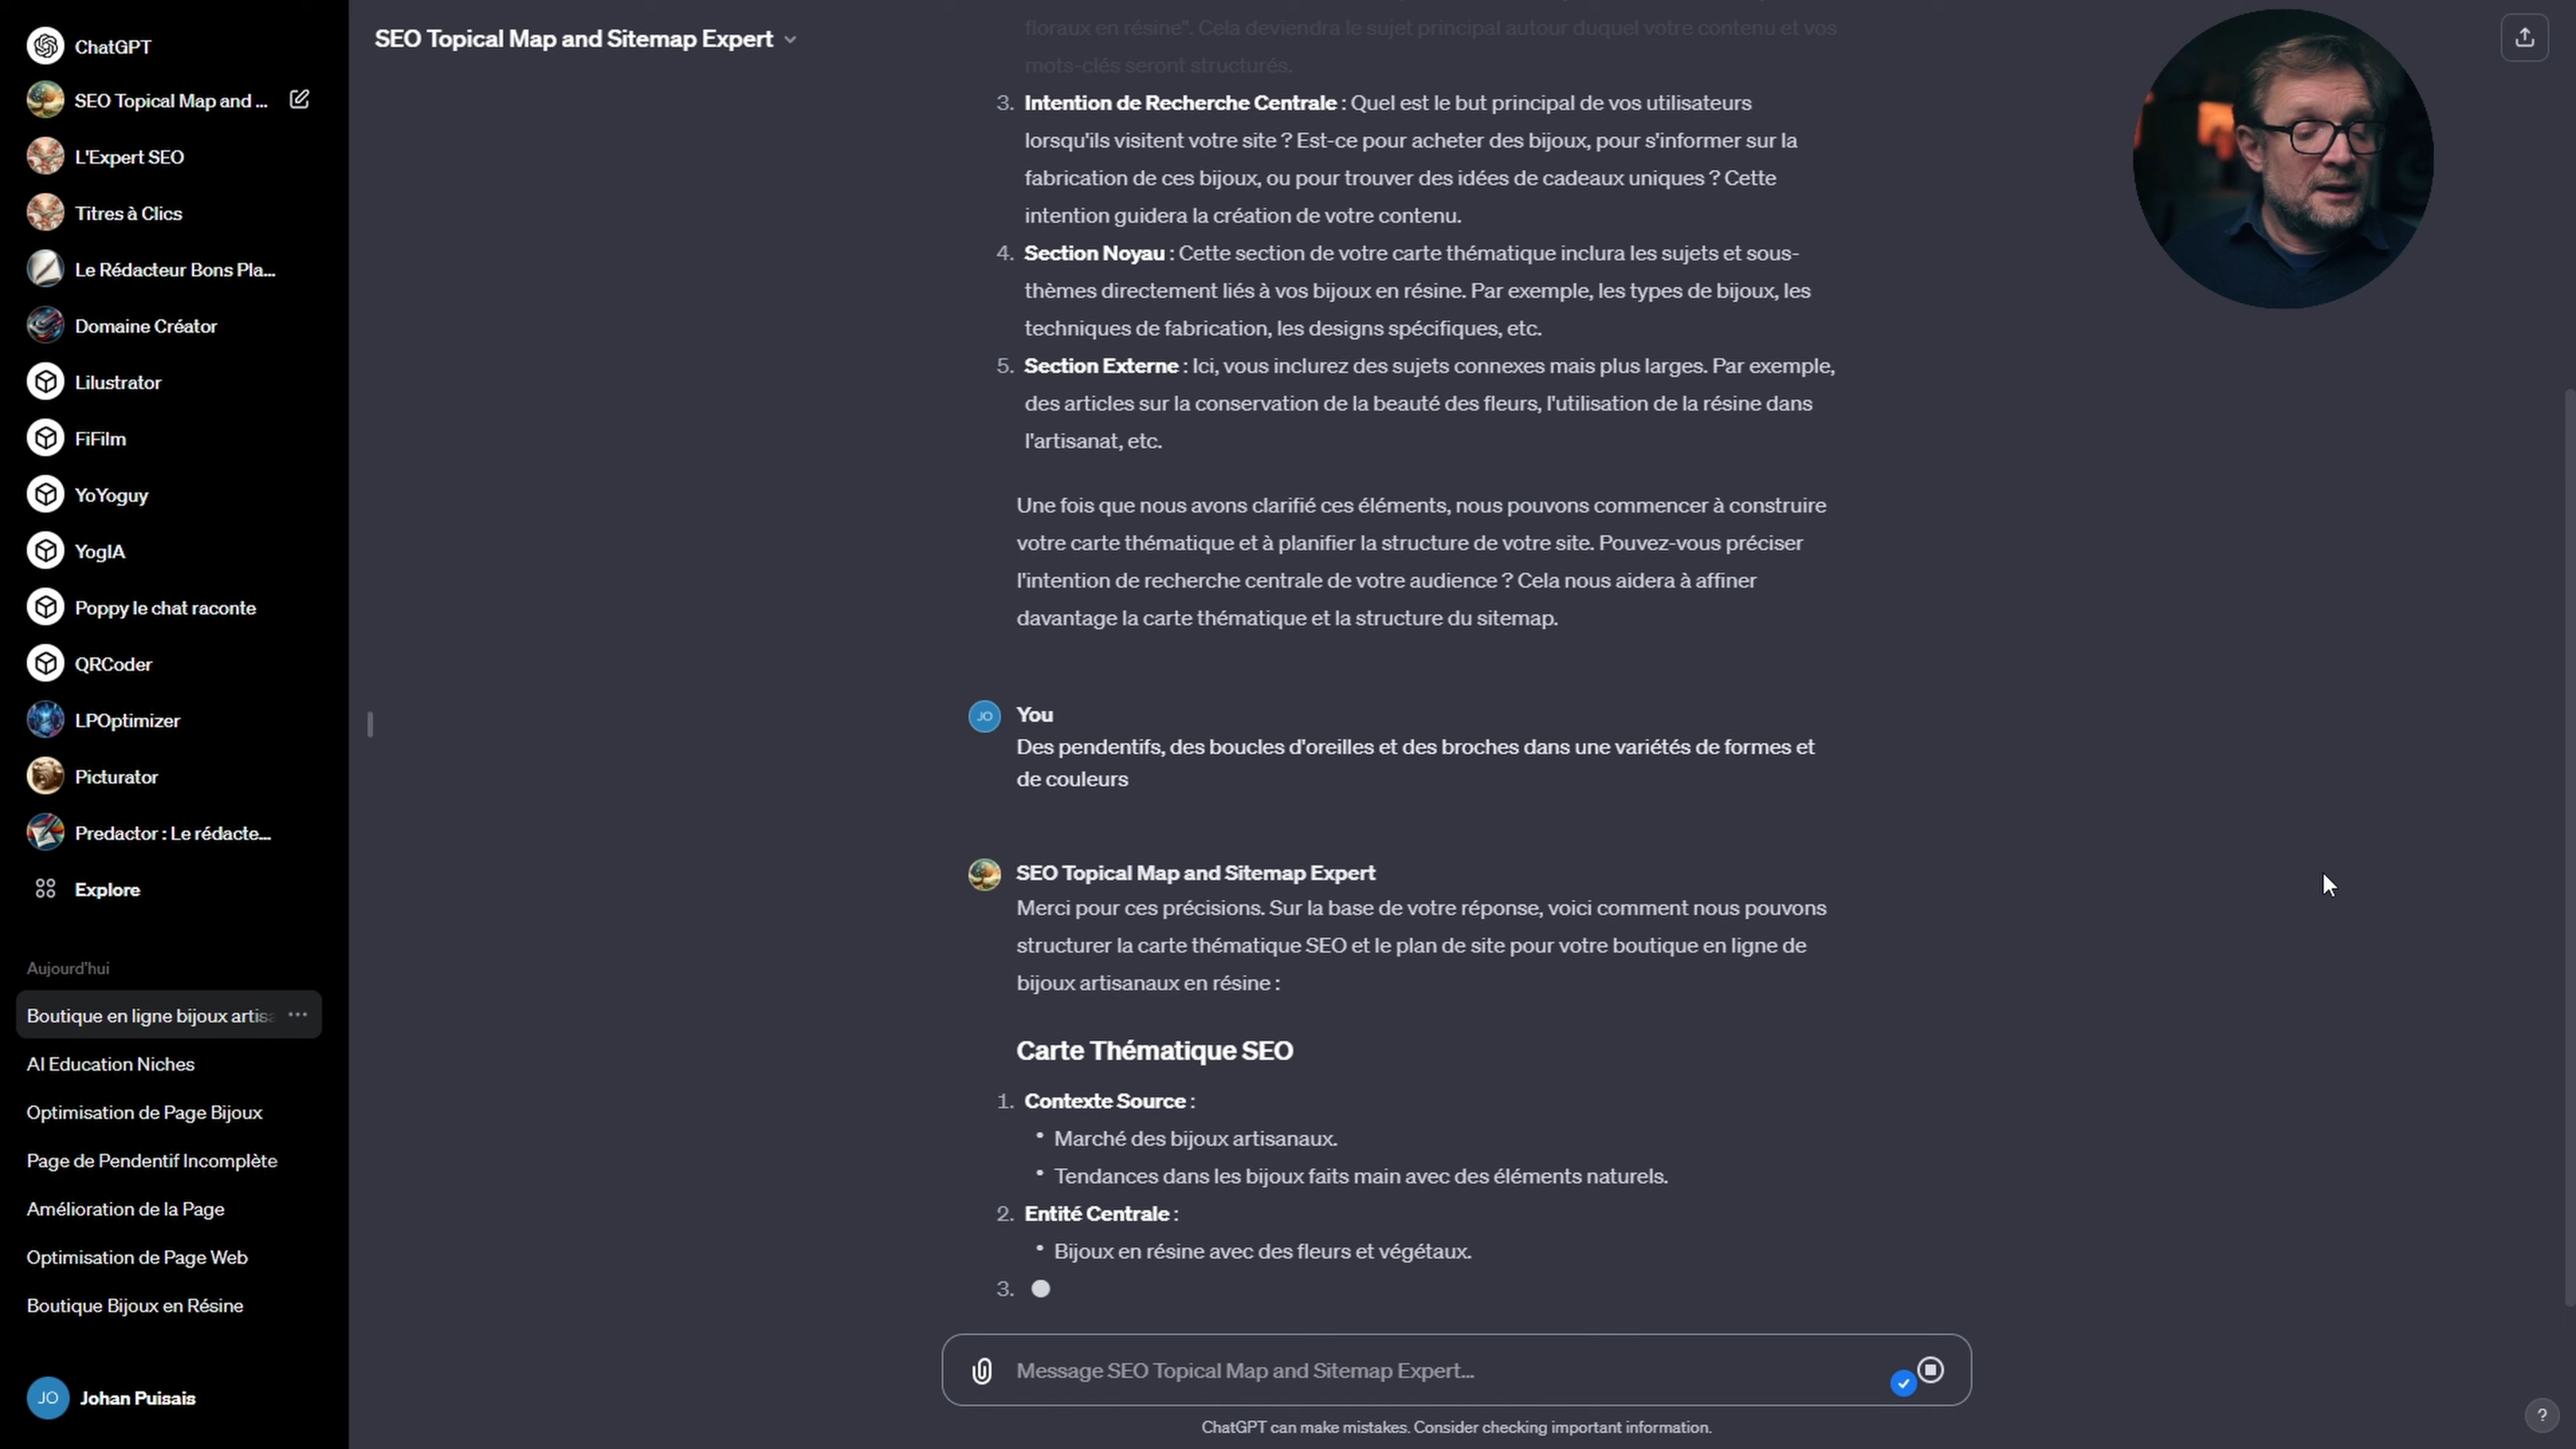 ChatGPT
SEO Topical Map and ...
L'Expert SEO
Titres à Clics
Le Rédacteur Bons Pla...
Domaine Créator
Lilustrator
FiFilm
YoYoguy
YogIA
Poppy le chat raconte
QRCoder
LPOptimizer
Picturator
Predactor : Le rédacte...
Explore
Aujourd'hui
Boutique en ligne bijoux artisa
AI Education Niches
Optimisation de Page Bijoux
Page de Pendentif Incomplète
Amélioration de la Page
Optimisation de Page Web
Boutique Bijoux en Résine
JO
Johan Puisais
SEO Topical Map and Sitemap Expert
floraux en résine". Cela deviendra le sujet principal autour duquel votre contenu et vos
mots-clés seront structurés.
3. Intention de Recherche Centrale : Quel est le but principal de vos utilisateurs
lorsqu'ils visitent votre site ? Est-ce pour acheter des bijoux, pour s'informer sur la
fabrication de ces bijoux, ou pour trouver des idées de cadeaux uniques ? Cette
intention guidera la création de votre contenu.
4. Section Noyau : Cette section de votre carte thématique inclura les sujets et sous-
thèmes directement liés à vos bijoux en résine. Par exemple, les types de bijoux, les
techniques de fabrication, les designs spécifiques, etc.
5. Section Externe : Ici, vous inclurez des sujets connexes mais plus larges. Par exemple,
des articles sur la conservation de la beauté des fleurs, l'utilisation de la résine dans
l'artisanat, etc.
Une fois que nous avons clarifié ces éléments, nous pouvons commencer à construire
votre carte thématique et à planifier la structure de votre site. Pouvez-vous préciser
l'intention de recherche centrale de votre audience ? Cela nous aidera à affiner
davantage la carte thématique et la structure du sitemap.
JO
You
Des pendentifs, des boucles d'oreilles et des broches dans une variétés de formes et
de couleurs
SEO Topical Map and Sitemap Expert
Merci pour ces précisions. Sur la base de votre réponse, voici comment nous pouvons
structurer la carte thématique SEO et le plan de site pour votre boutique en ligne de
bijoux artisanaux en résine :
Carte Thématique SEO
1. Contexte Source :
• Marché des bijoux artisanaux.
• Tendances dans les bijoux faits main avec des éléments naturels.
2. Entité Centrale :
• Bijoux en résine avec des fleurs et végétaux.
3.
Message SEO Topical Map and Sitemap Expert...
ChatGPT can make mistakes. Consider checking important information.
?